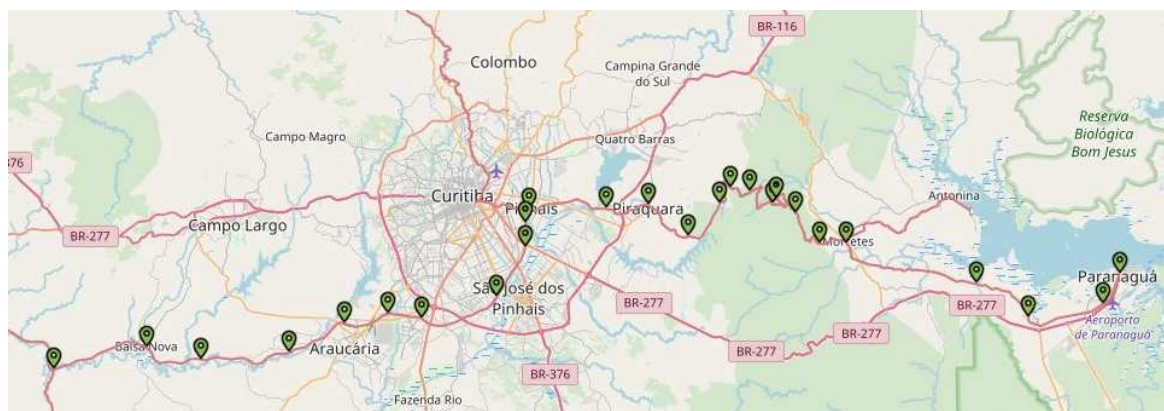 BR-116
Colombo
Campina Grande
do Sul
Reserva
Biológica
Bom Jesus
Campo Magro
Quatro Barras
376
Curitiba
Pinhais
Piraquara
Antonina
Campo Largo
BR-277
Morretes
Paranaguá
São José dos
Pinhais
BR-277
BR-277
Aeroporto
de Paranaguá
BR-277
Balsa Nova
Araucária
BR-277
BR-376
Fazenda Rio